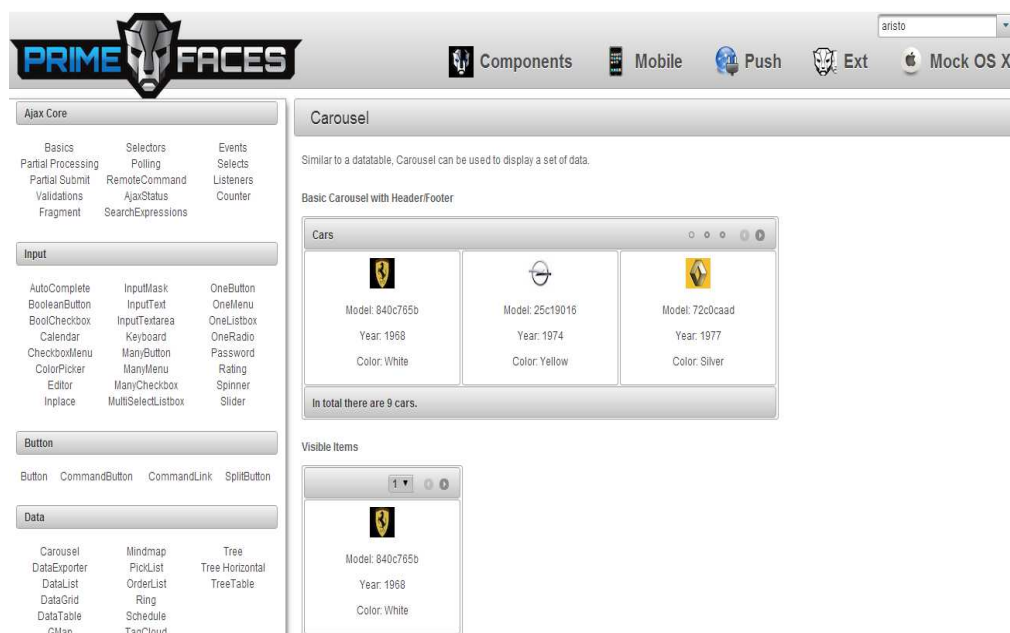 PRIME FACES
aristo
Components Mobile Push Ext Mock OS X
Ajax Core
Basics Selectors Events
Partial Processing Polling Selects
Partial Submit RemoteCommand Listeners
Validations AjaxStatus Counter
Fragment SearchExpressions
Input
AutoComplete InputMask OneButton
BooleanButton InputText OneMenu
BoolCheckbox InputTextarea OneListbox
Calendar Keyboard OneRadio
CheckboxMenu ManyButton Password
ColorPicker ManyMenu Rating
Editor ManyCheckbox Spinner
Inplace MultiSelectListbox Slider
Button
Button CommandButton CommandLink SplitButton
Data
Carousel Mindmap Tree
DataExporter PickList Tree Horizontal
DataList OrderList TreeTable
DataGrid Ring
DataTable Schedule
GMap TagCloud
Carousel
Similar to a datatable, Carousel can be used to display a set of data.
Basic Carousel with Header/Footer
Cars
Model: 840c765b Model: 25c19016 Model: 72c0caad
Year: 1968 Year: 1974 Year: 1977
Color: White Color: Yellow Color: Silver
In total there are 9 cars.
Visible Items
1
Model: 840c765b
Year: 1968
Color: White